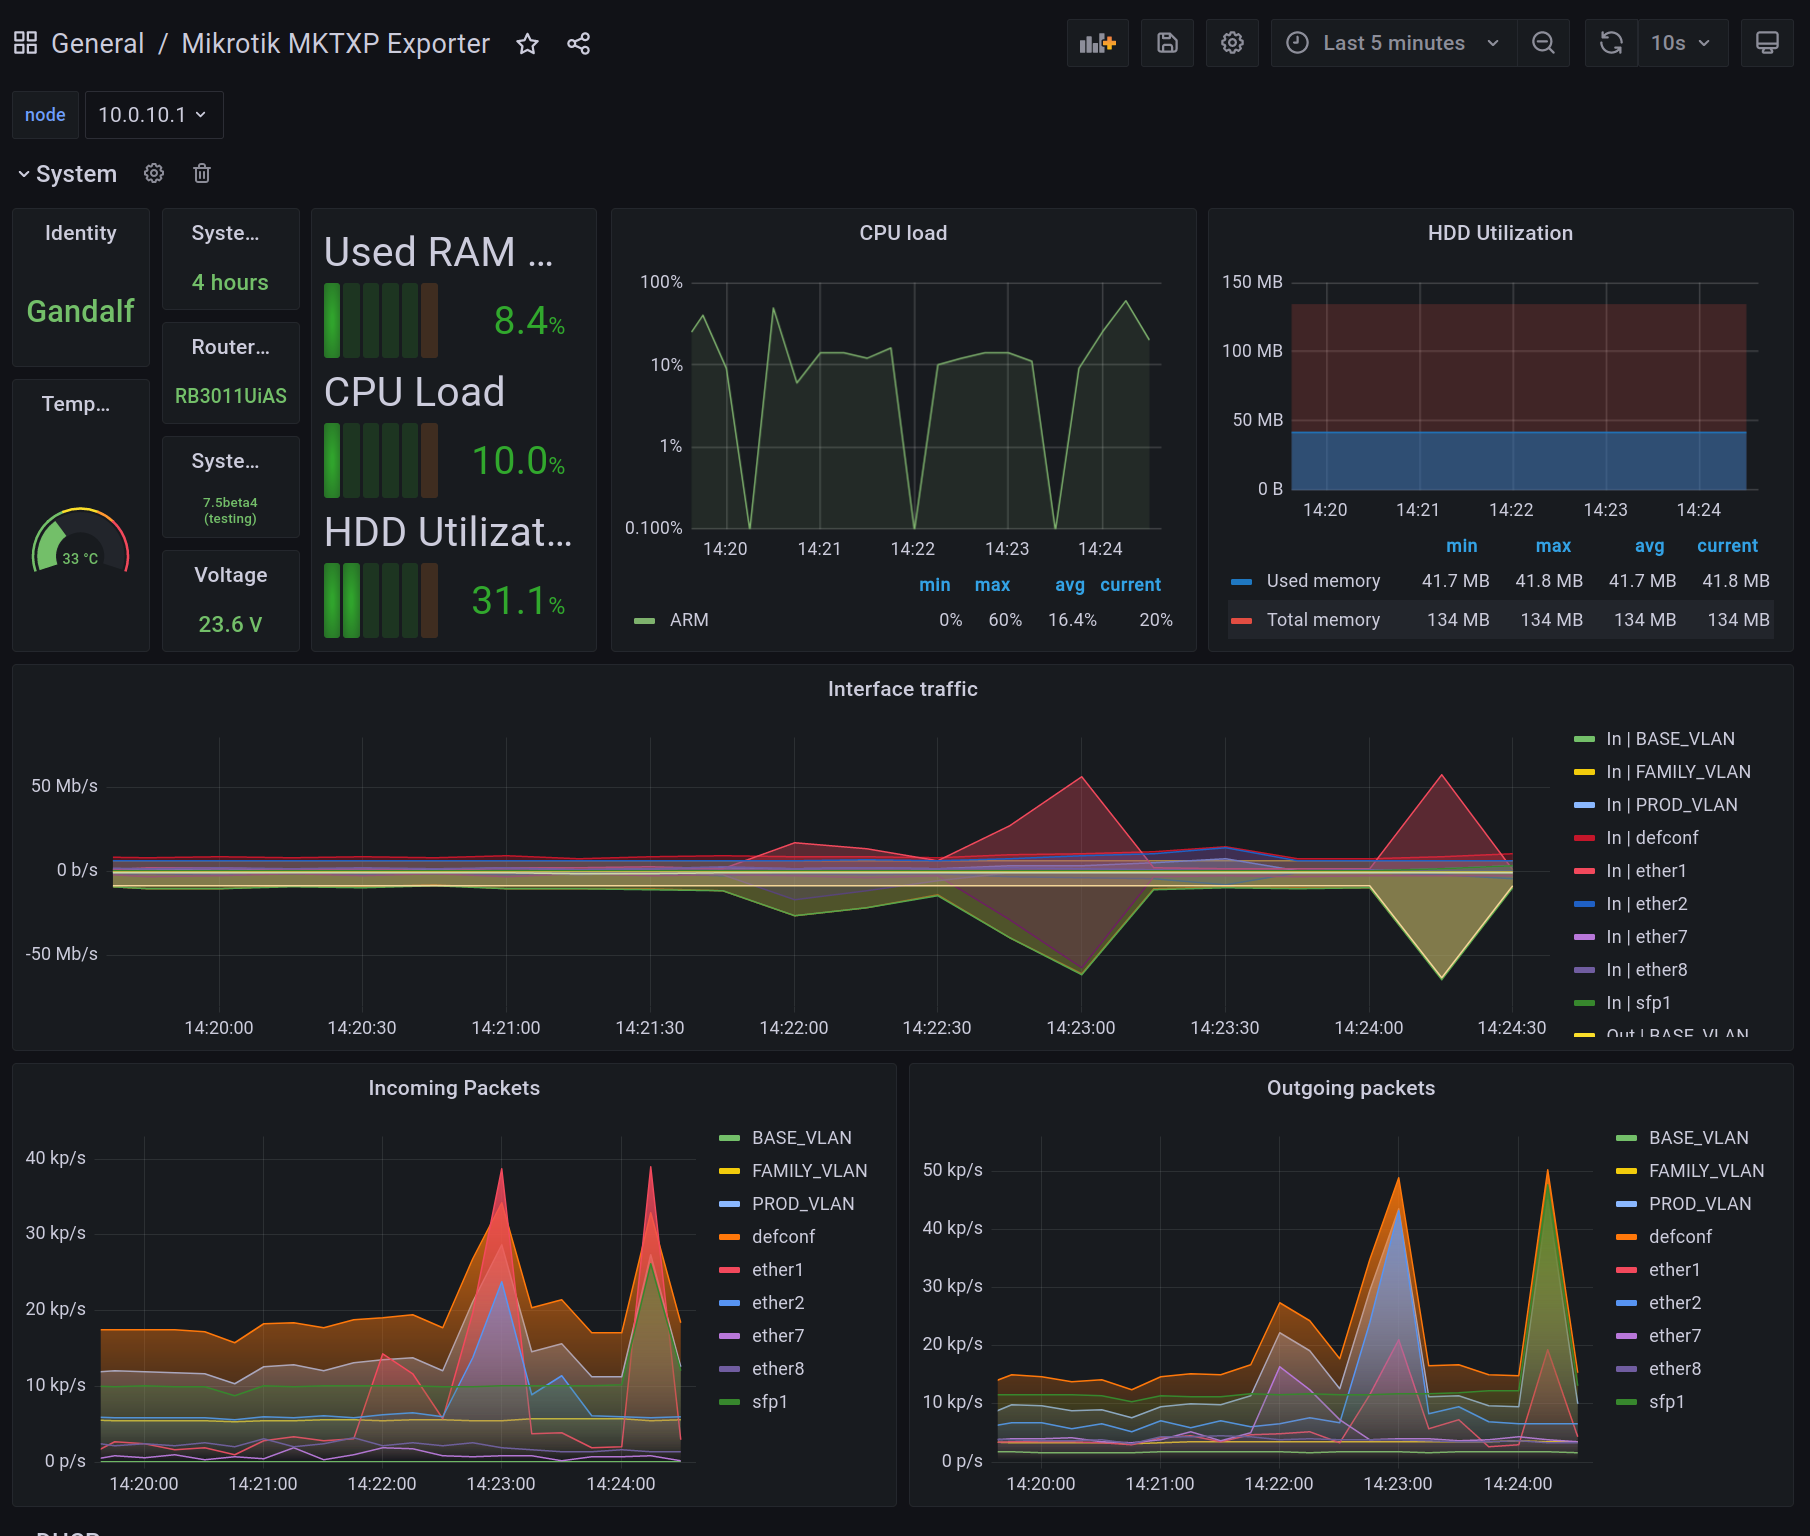 General / Mikrotik MKTXP Exporter
Last 5 minutes
10s
node
10.0.10.1
System
Identity
Gandalf
Temp...
33 °C
Syste...
4 hours
Router...
RB3011UiAS
Syste...
7.5beta4
(testing)
Voltage
23.6 V
Used RAM ...
8.4%
CPU Load
10.0%
HDD Utilizat...
31.1%
CPU load
100%
10%
1%
0.100%
14:20 14:21 14:22 14:23 14:24
min max avg current
ARM 0% 60% 16.4% 20%
HDD Utilization
150 MB
100 MB
50 MB
0 B
14:20 14:21 14:22 14:23 14:24
min max avg current
Used memory 41.7 MB 41.8 MB 41.7 MB 41.8 MB
Total memory 134 MB 134 MB 134 MB 134 MB
Interface traffic
50 Mb/s
0 b/s
-50 Mb/s
14:20:00 14:20:30 14:21:00 14:21:30 14:22:00 14:22:30 14:23:00 14:23:30 14:24:00 14:24:30
In | BASE_VLAN
In | FAMILY_VLAN
In | PROD_VLAN
In | defconf
In | ether1
In | ether2
In | ether7
In | ether8
In | sfp1
Out | BASE_VLAN
Incoming Packets
40 kp/s
30 kp/s
20 kp/s
10 kp/s
0 p/s
14:20:00 14:21:00 14:22:00 14:23:00 14:24:00
BASE_VLAN
FAMILY_VLAN
PROD_VLAN
defconf
ether1
ether2
ether7
ether8
sfp1
Outgoing packets
50 kp/s
40 kp/s
30 kp/s
20 kp/s
10 kp/s
0 p/s
14:20:00 14:21:00 14:22:00 14:23:00 14:24:00
BASE_VLAN
FAMILY_VLAN
PROD_VLAN
defconf
ether1
ether2
ether7
ether8
sfp1